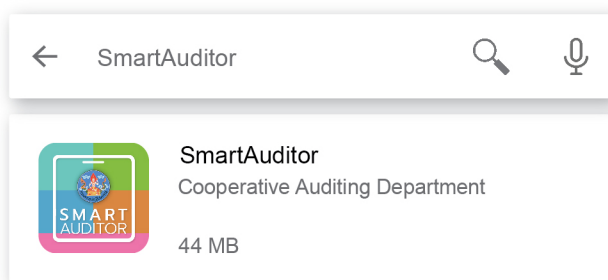 SmartAuditor
SmartAuditor
Cooperative Auditing Department
SMART
AUDITOR
44 MB